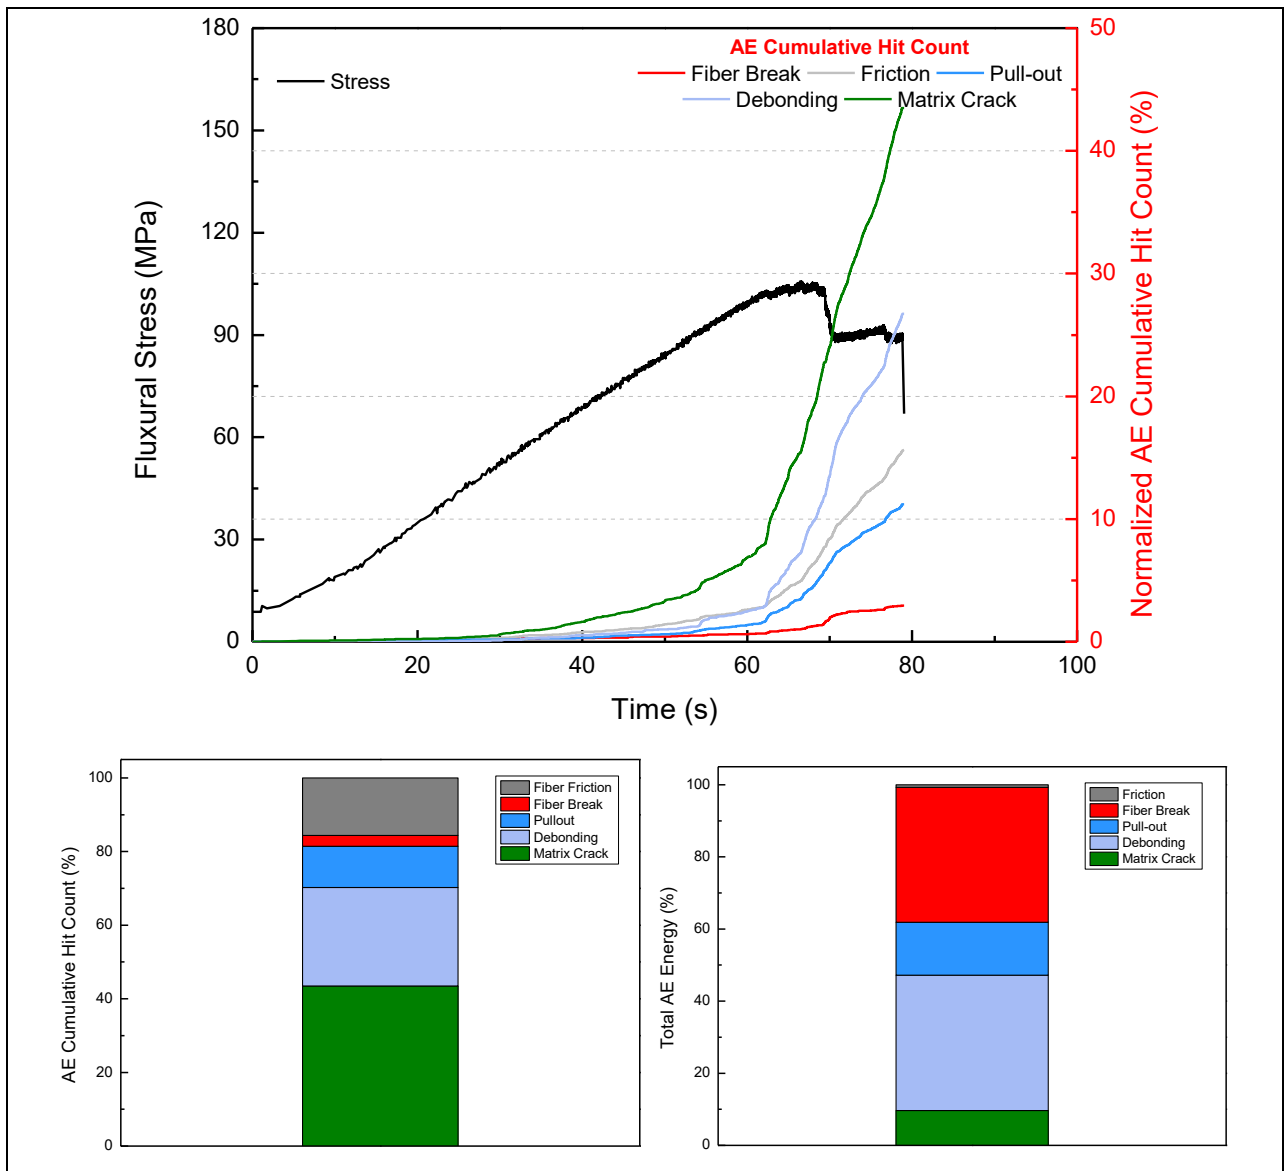 180
150
120
90
60
30
0
Fluxural Stress (MPa)
Stress
AE Cumulative Hit Count
Fiber Break
Friction
Pull-out
Debonding
Matrix Crack
50
40
30
20
10
0
Normalized AE Cumulative Hit Count (%)
0 20 40 60 80 100
Time (s)
100
80
60
40
20
0
AE Cumulative Hit Count (%)
Fiber Friction
Fiber Break
Pullout
Debonding
Matrix Crack
100
80
60
40
20
0
Total AE Energy (%)
Friction
Fiber Break
Pull-out
Debonding
Matrix Crack